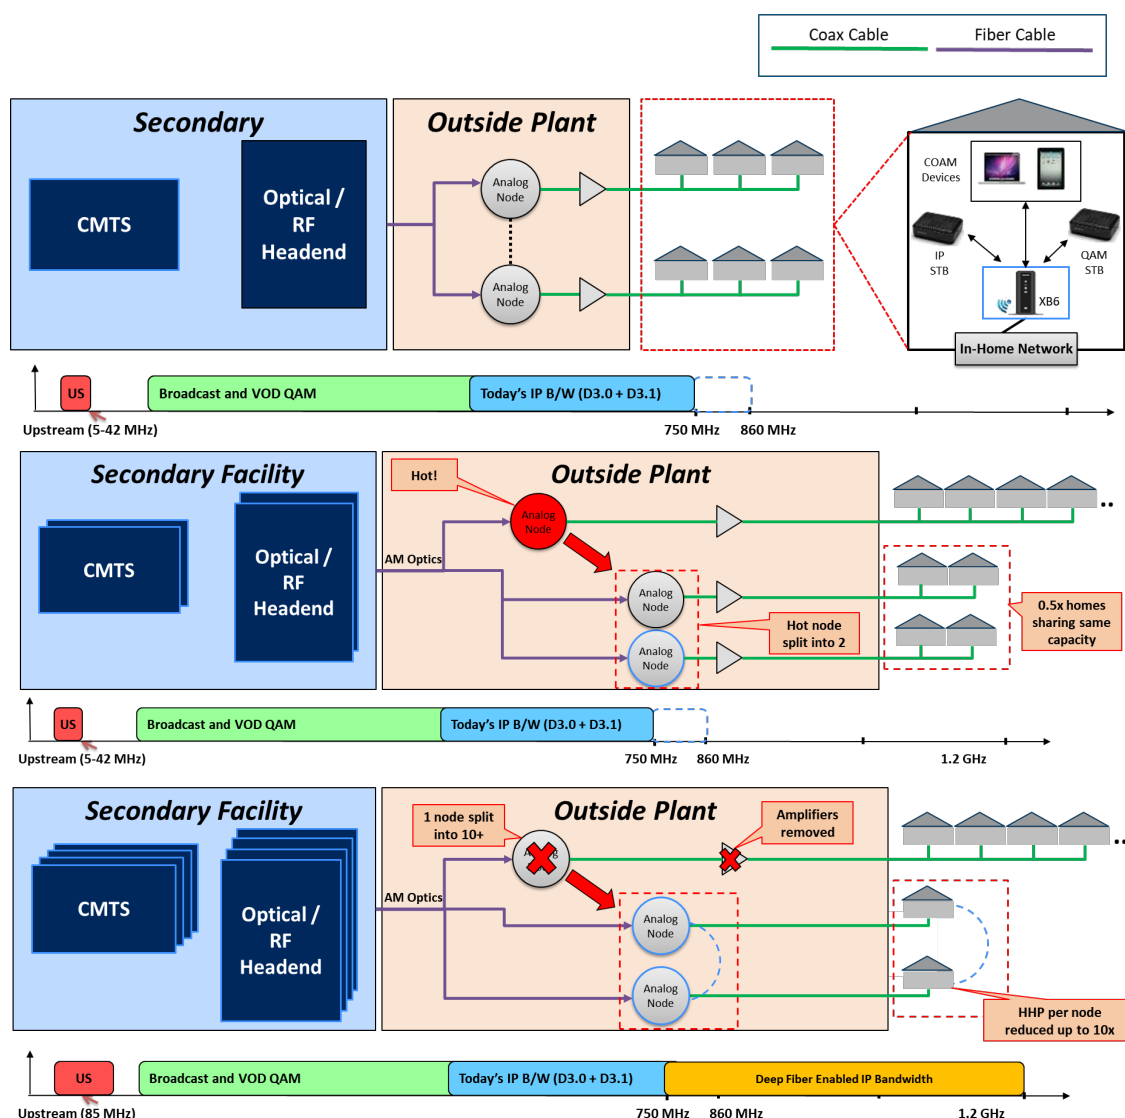 Coax Cable
Fiber Cable
Secondary
CMTS
Optical /
RF
Headend
Outside Plant
Analog
Node
Analog
Node
COAM
Devices
IP
STB
QAM
STB
XB6
In-Home Network
US
Broadcast and VOD QAM
Today's IP B/W (D3.0 + D3.1)
Upstream (5-42 MHz)
750 MHz
860 MHz
Secondary Facility
CMTS
Optical /
RF
Headend
Outside Plant
Hot!
Analog
Node
AM Optics
Analog
Node
Analog
Node
Hot node
split into 2
0.5x homes
sharing same
capacity
..
US
Broadcast and VOD QAM
Today's IP B/W (D3.0 + D3.1)
Upstream (5-42 MHz)
750 MHz
860 MHz
1.2 GHz
Secondary Facility
CMTS
Optical /
RF
Headend
Outside Plant
1 node split
into 10+
Amplifiers
removed
AM Optics
Analog
Node
Analog
Node
..
HHP per node
reduced up to 10x
US
Broadcast and VOD QAM
Today's IP B/W (D3.0 + D3.1)
Deep Fiber Enabled IP Bandwidth
Upstream (85 MHz)
750 MHz
860 MHz
1.2 GHz